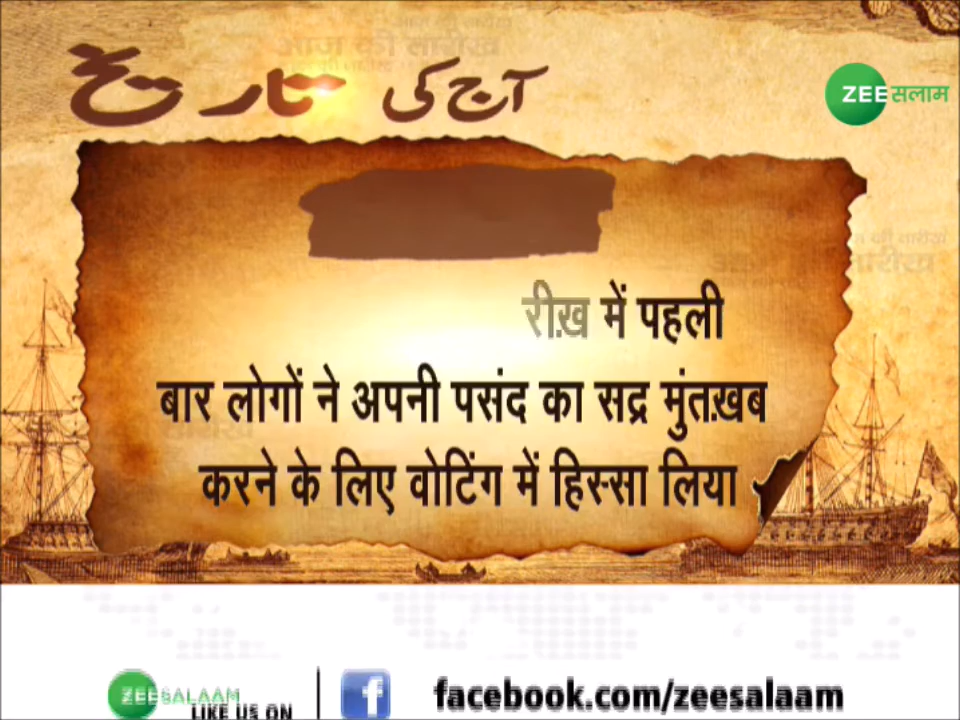 آج کی تاریخ
ZEE सलाम
रीख़ में पहली
बार लोगों ने अपनी पसंद का सद्र मुंतख़ब
करने के लिए वोटिंग में हिस्सा लिया
ZEE SALAAM
LIKE US ON
facebook.com/zeesalaam